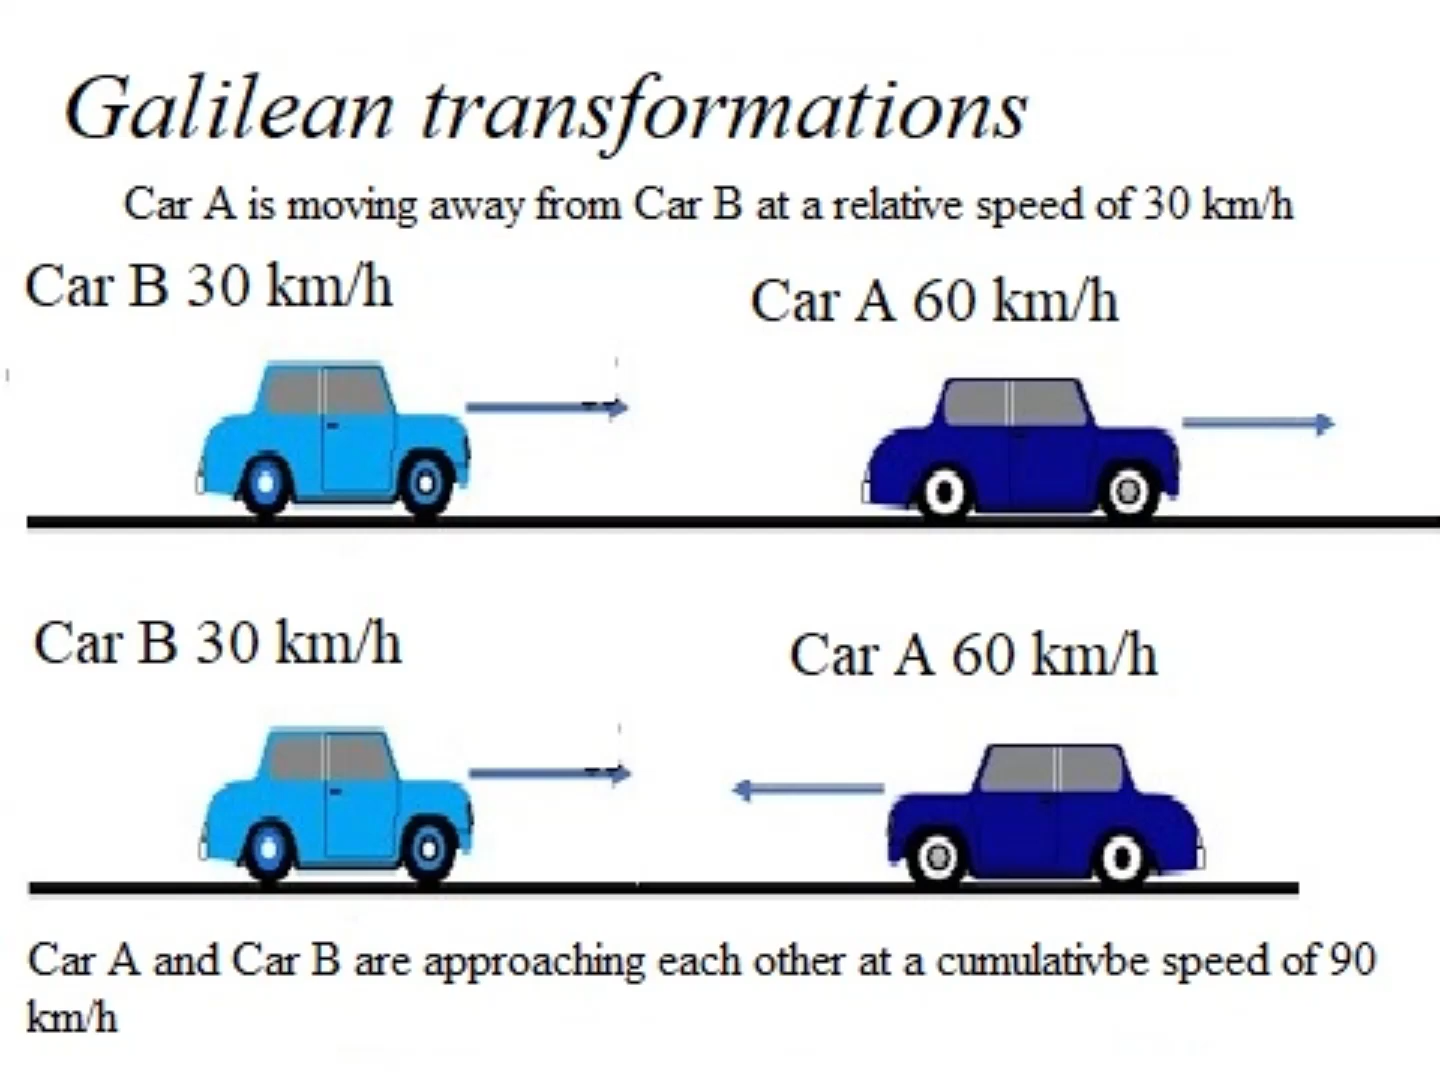 Galilean transformations
Car A is moving away from Car B at a relative speed of 30 km/h
Car B 30 km/h
Car A 60 km/h
Car B 30 km/h
Car A 60 km/h
Car A and Car B are approaching each other at a cumulativbe speed of 90
km/h